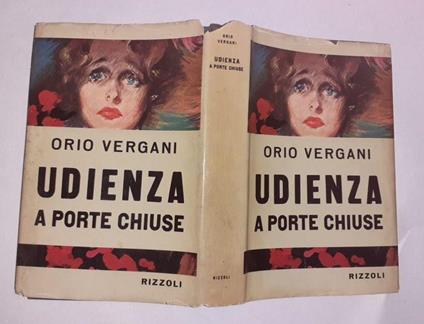 ORIO VERGANI
UDIENZA
A PORTE CHIUSE
RIZZOLI
ORIO
VERGANI
UDIENZA
A PORTE CHIUSE
RIZZOLI
ORIO VERGANI
UDIENZA
A PORTE CHIUSE
RIZZOLI